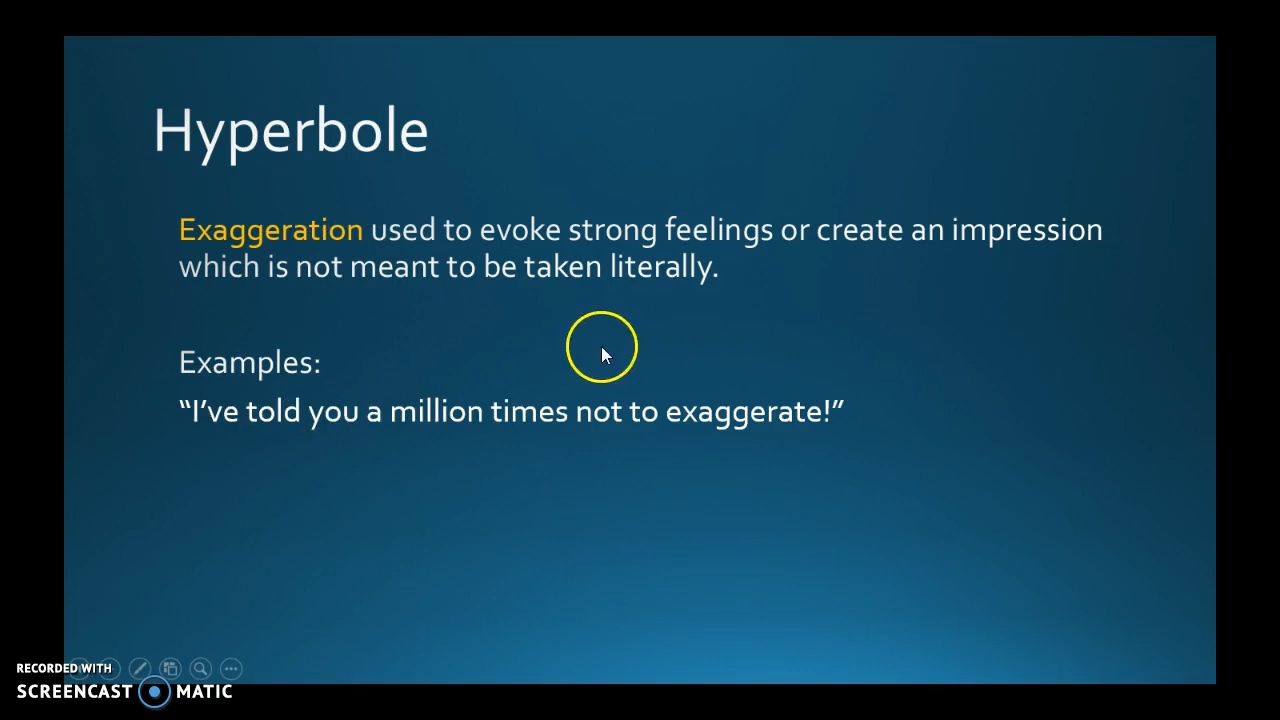 Hyperbole
Exaggeration used to evoke strong feelings or create an impression
which is not meant to be taken literally.
Examples:
“I’ve told you a million times not to exaggerate!”
RECORDED WITH
SCREENCAST MATIC